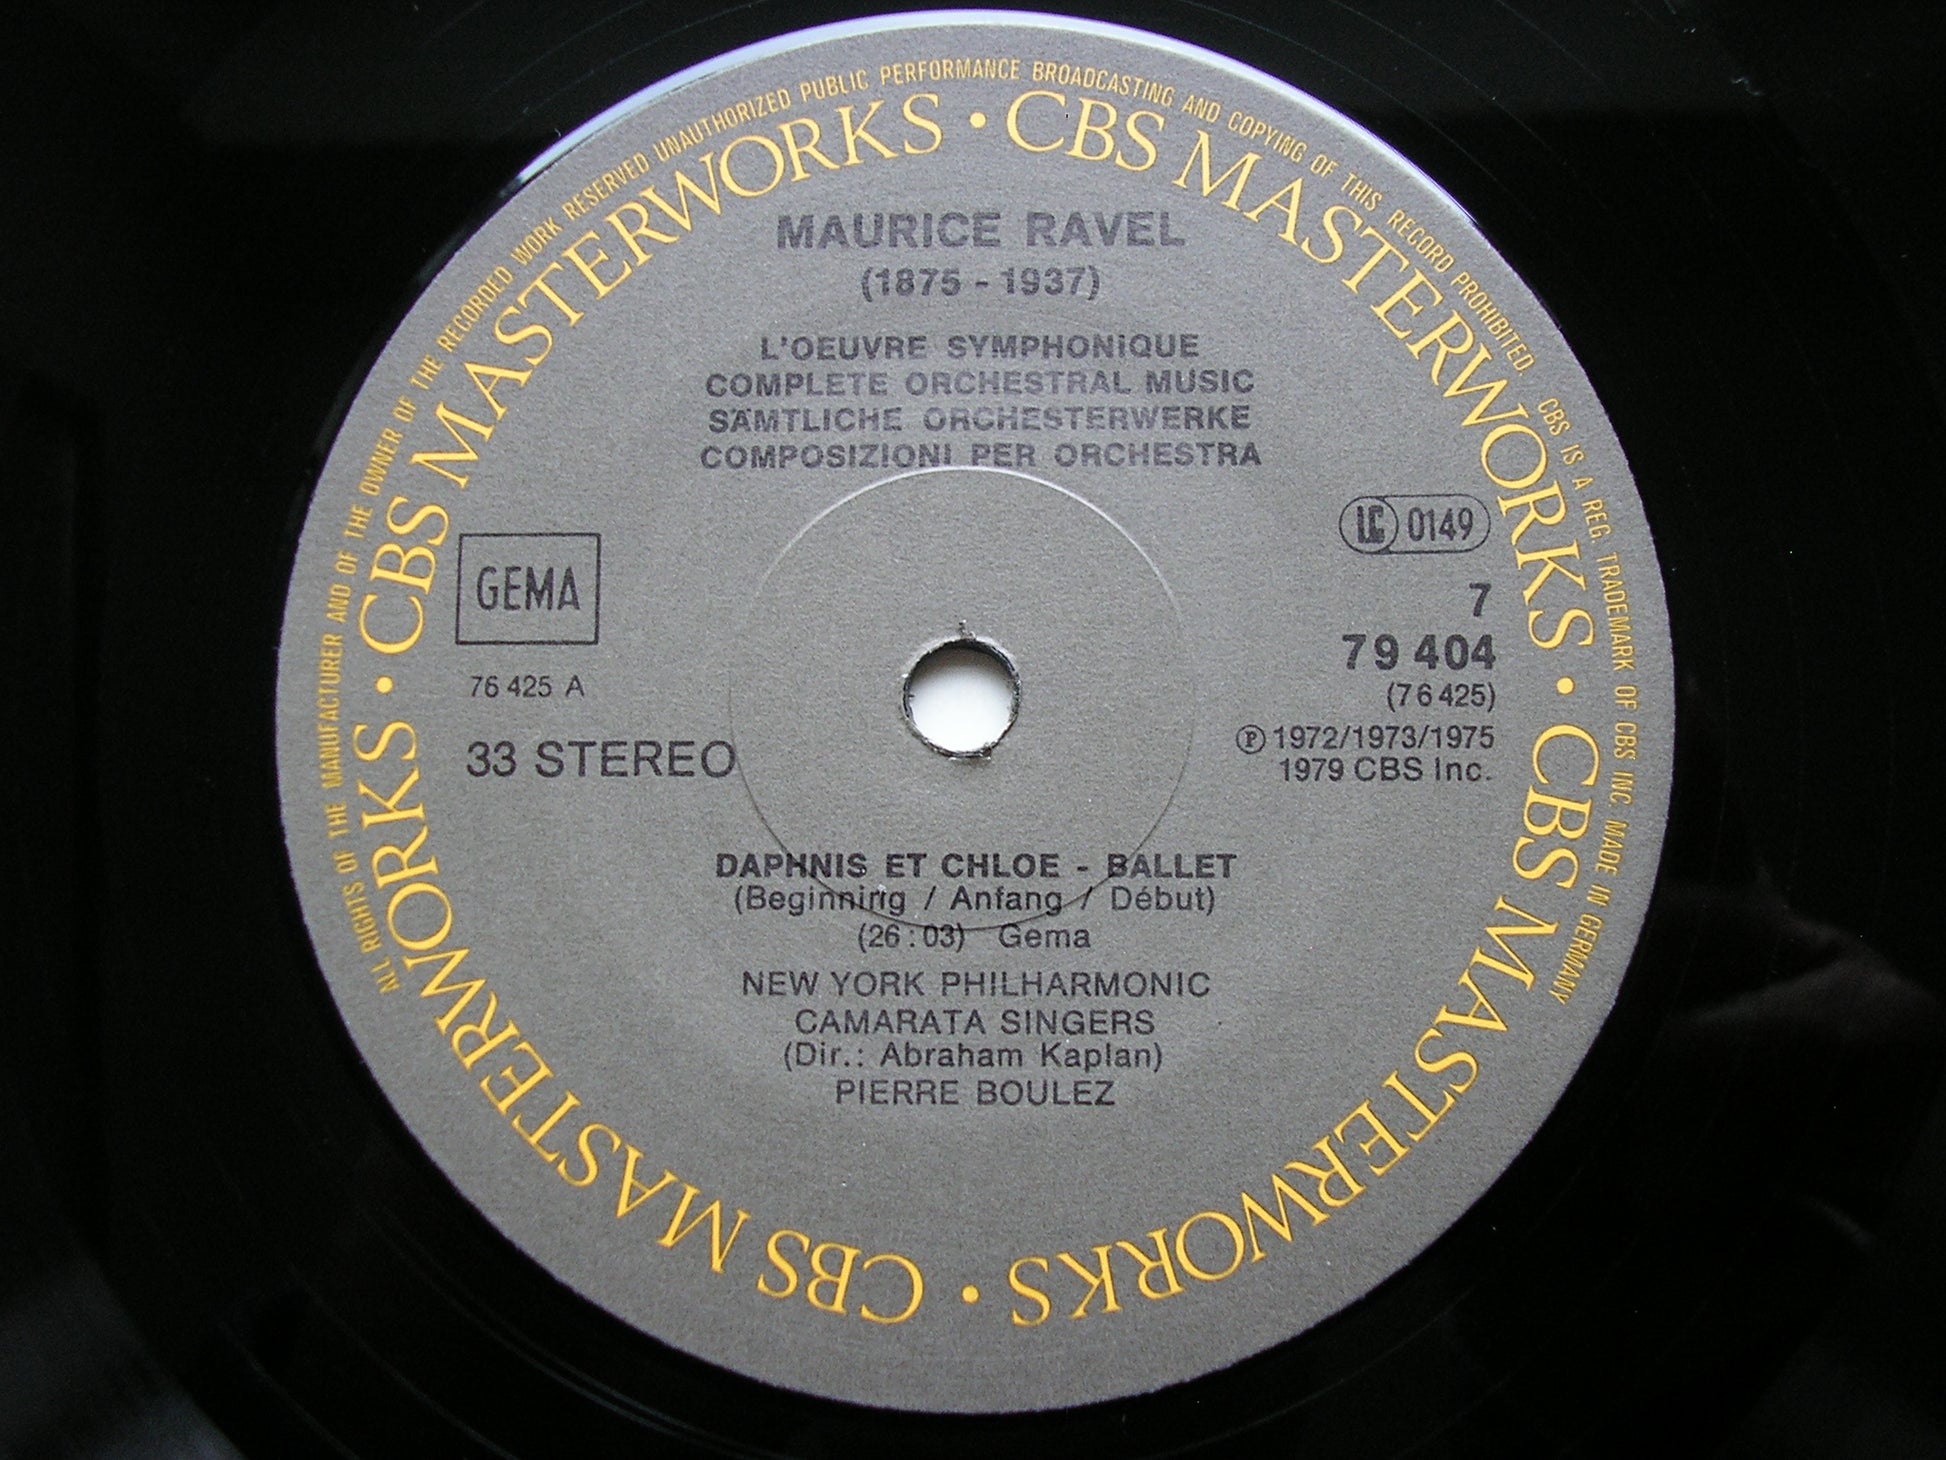 ALL RIGHTS OF THE MANUFACTURER AND OF THE OWNER OF THE RECORDED WORK RESERVED UNAUTHORIZED PUBLIC PERFORMANCE BROADCASTING AND COPYING OF THIS RECORD PROHIBITED. CBS IS A REG. TRADEMARK OF CBS INC. MADE IN GERMANY
CBS MASTERWORKS · CBS MASTERWORKS · CBS MASTERWORKS · CBS MASTERWORKS ·
MAURICE RAVEL
(1875 - 1937)
L'OEUVRE SYMPHONiQUE
COMPLETE ORCHESTRAL MUSIC
SÄMTLICHE ORCHESTERWERKE
COMPOSIZIONI PER ORCHESTRA
LC 0149
GEMA
7
79 404
76 425 A
(76 425)
33 STEREO
℗ 1972/1973/1975
1979 CBS Inc.
DAPHNIS ET CHLOE - BALLET
(Beginning / Anfang / Début)
(26:03) Gema
NEW YORK PHILHARMONIC
CAMARATA SINGERS
(Dir.: Abraham Kaplan)
PIERRE BOULEZ